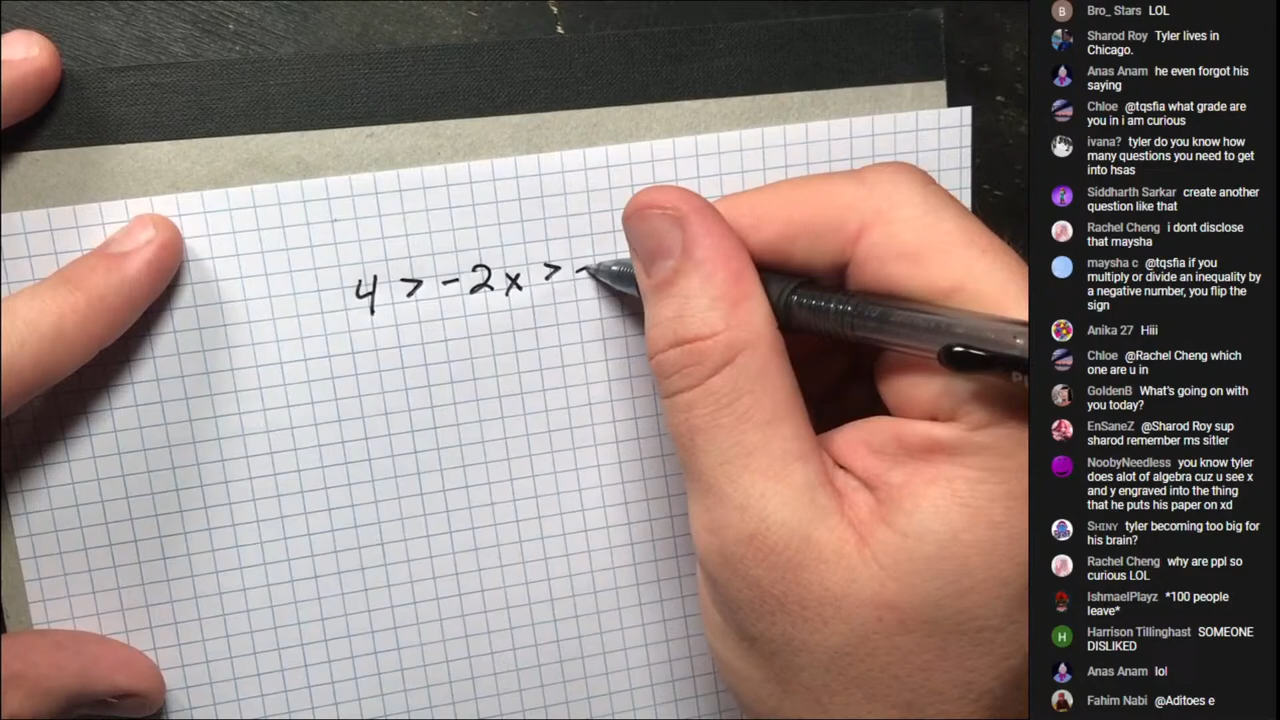 4 > -2x > -
Bro_ Stars LOL
Sharod Roy Tyler lives in
Chicago.
Anas Anam he even forgot his
saying
Chloe @tqsfia what grade are
you in i am curious
ivana? tyler do you know how
many questions you need to get
into hsas
Siddharth Sarkar create another
question like that
Rachel Cheng i dont disclose
that maysha
maysha c @tqsfia if you
multiply or divide an inequality by
a negative number, you flip the
sign
Anika 27 Hiii
Chloe @Rachel Cheng which
one are u in
GoldenB What's going on with
you today?
EnSaneZ @Sharod Roy sup
sharod remember ms sitler
NoobyNeedless you know tyler
does alot of algebra cuz u see x
and y engraved into the thing
that he puts his paper on xd
SHINY tyler becoming too big for
his brain?
Rachel Cheng why are ppl so
curious LOL
IshmaelPlayz *100 people
leave*
Harrison Tillinghast SOMEONE
DISLIKED
Anas Anam lol
Fahim Nabi @Aditoes e
B
H